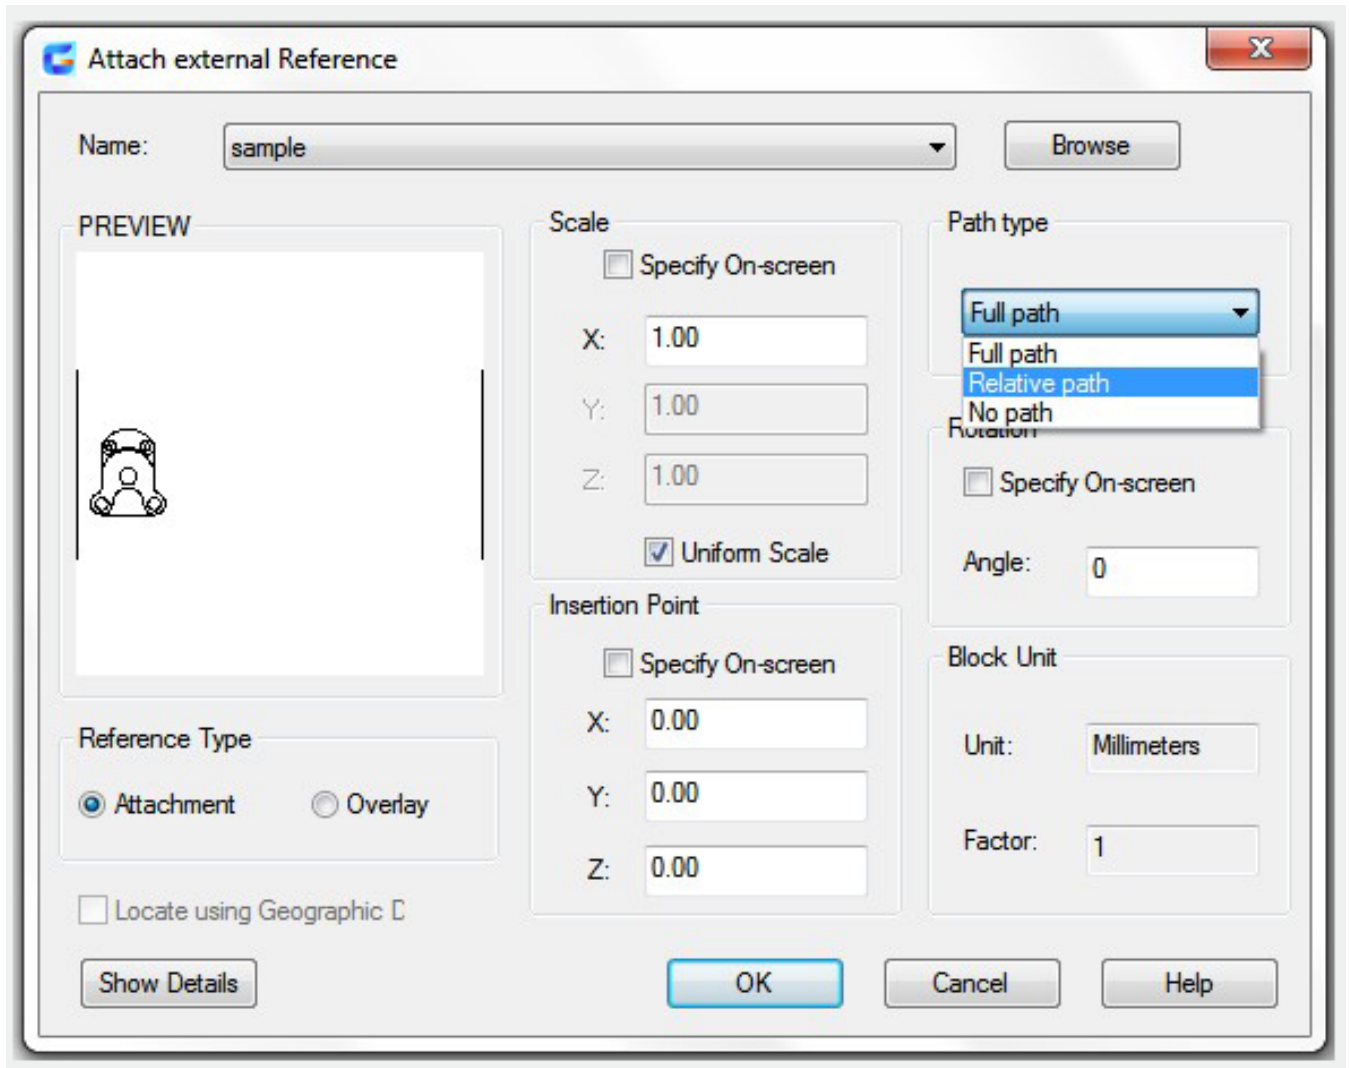 Attach external Reference
Name:
sample
Browse
PREVIEW
Scale
Specify On-screen
X:
1.00
Y:
1.00
Z:
1.00
Uniform Scale
Path type
Full path
Full path
Relative path
No path
Rotation
Specify On-screen
Angle:
0
Insertion Point
Specify On-screen
X:
0.00
Y:
0.00
Z:
0.00
Block Unit
Unit:
Millimeters
Factor:
1
Reference Type
Attachment
Overlay
Locate using Geographic D
Show Details
OK
Cancel
Help